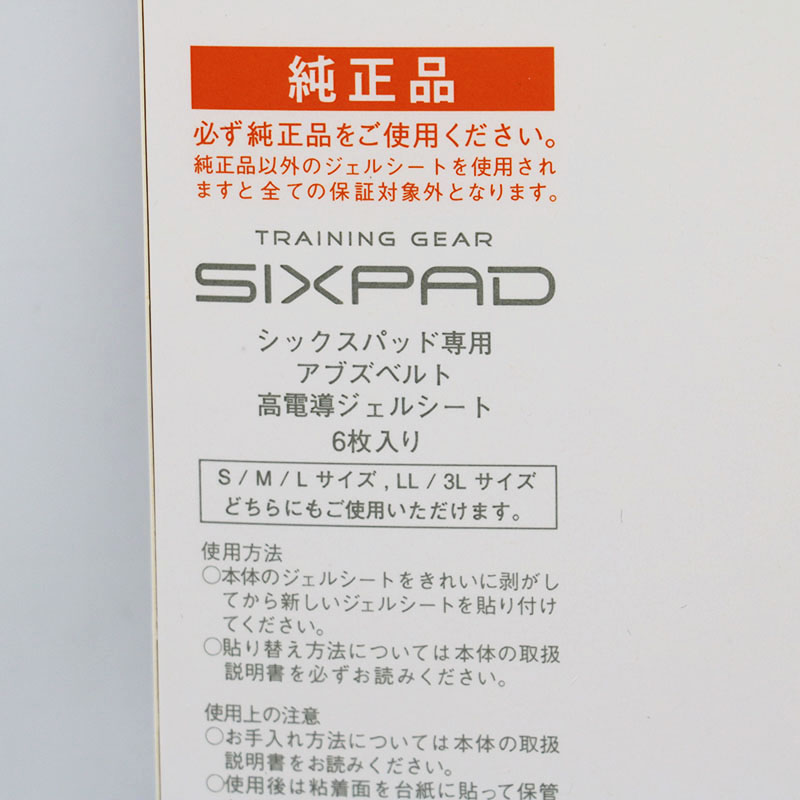 純正品
必ず純正品をご使用ください。
純正品以外のジェルシートを使用され
ますと全ての保証対象外となります。
TRAINING GEAR
SIXPAD
シックスパッド専用
アブズベルト
高電導ジェルシート
6枚入り
S / M / L サイズ , LL / 3L サイズ
どちらにもご使用いただけます。
使用方法
○本体のジェルシートをきれいに剥がし
てから新しいジェルシートを貼り付け
てください。
○貼り替え方法については本体の取扱
説明書を必ずお読みください。
使用上の注意
○お手入れ方法については本体の取扱
説明書をお読みください。
○使用後は粘着面を台紙に貼って保管